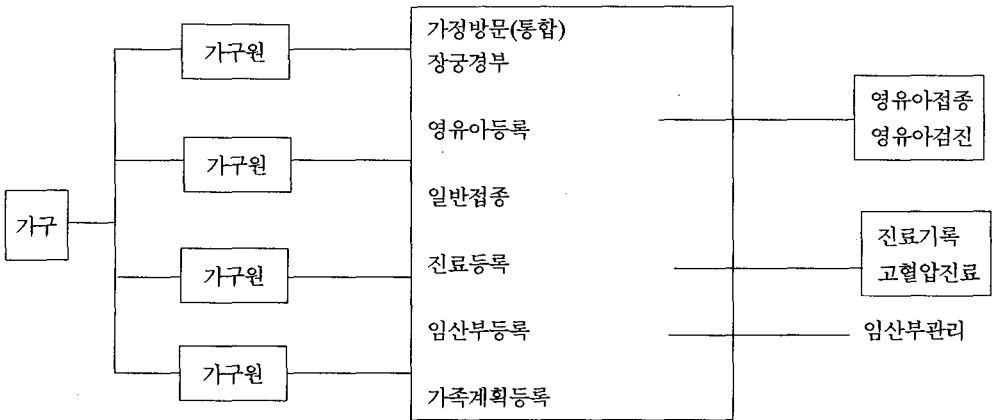 가구
가구원
가구원
가구원
가구원
가정방문(통합)
장궁경부
영유아등록
일반접종
진료등록
임산부등록
가족계획등록
영유아접종
영유아검진
진료기록
고혈압진료
임산부관리